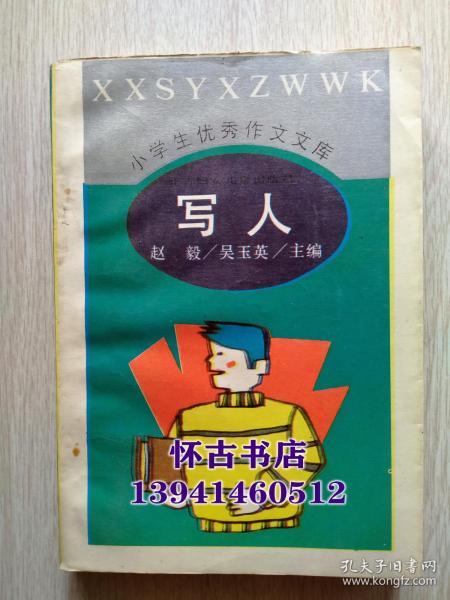 XXSYXZWWK
小学生优秀作文文库
写人
赵 毅/吴玉英/主编
怀古书店
13941460512
孔夫子旧书网
www.kongfz.com